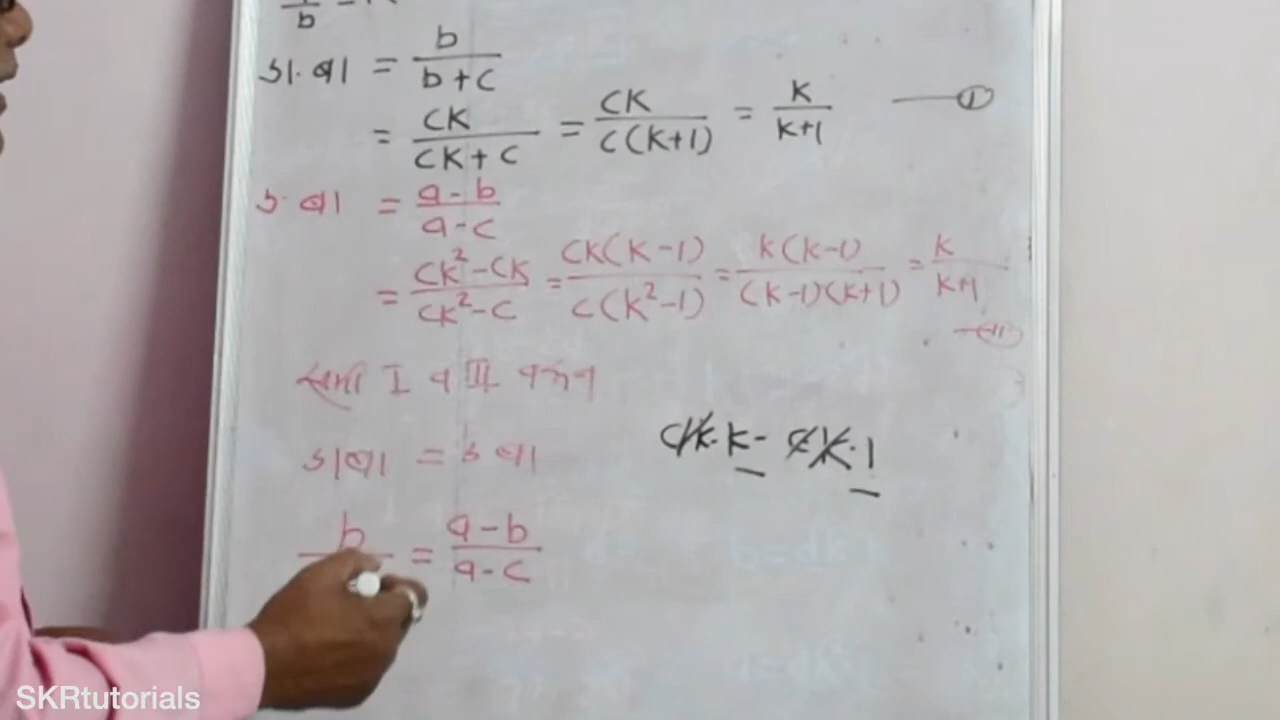 डा. बा = b/(b+c)
= CK/(CK+C) = CK/(C(K+1)) = K/(K+1) —①
उ. बा = (a-b)/(a-c)
= (CK²-CK)/(CK²-C) = CK(K-1)/(C(K²-1)) = K(K-1)/((K-1)(K+1)) = K/(K+1)
—(II)
I व II वरून
CK.K- CK.1
डाबा = उ बा
b = (a-b)/(a-c)
SKRtutorials